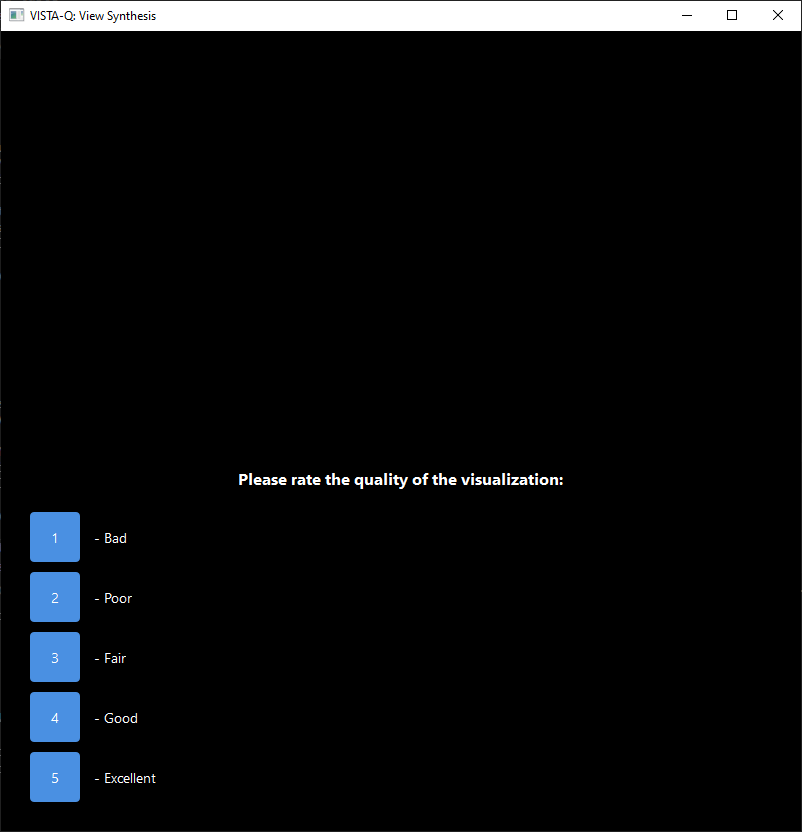 VISTA-Q: View Synthesis
Please rate the quality of the visualization:
1 - Bad
2 - Poor
3 - Fair
4 - Good
5 - Excellent